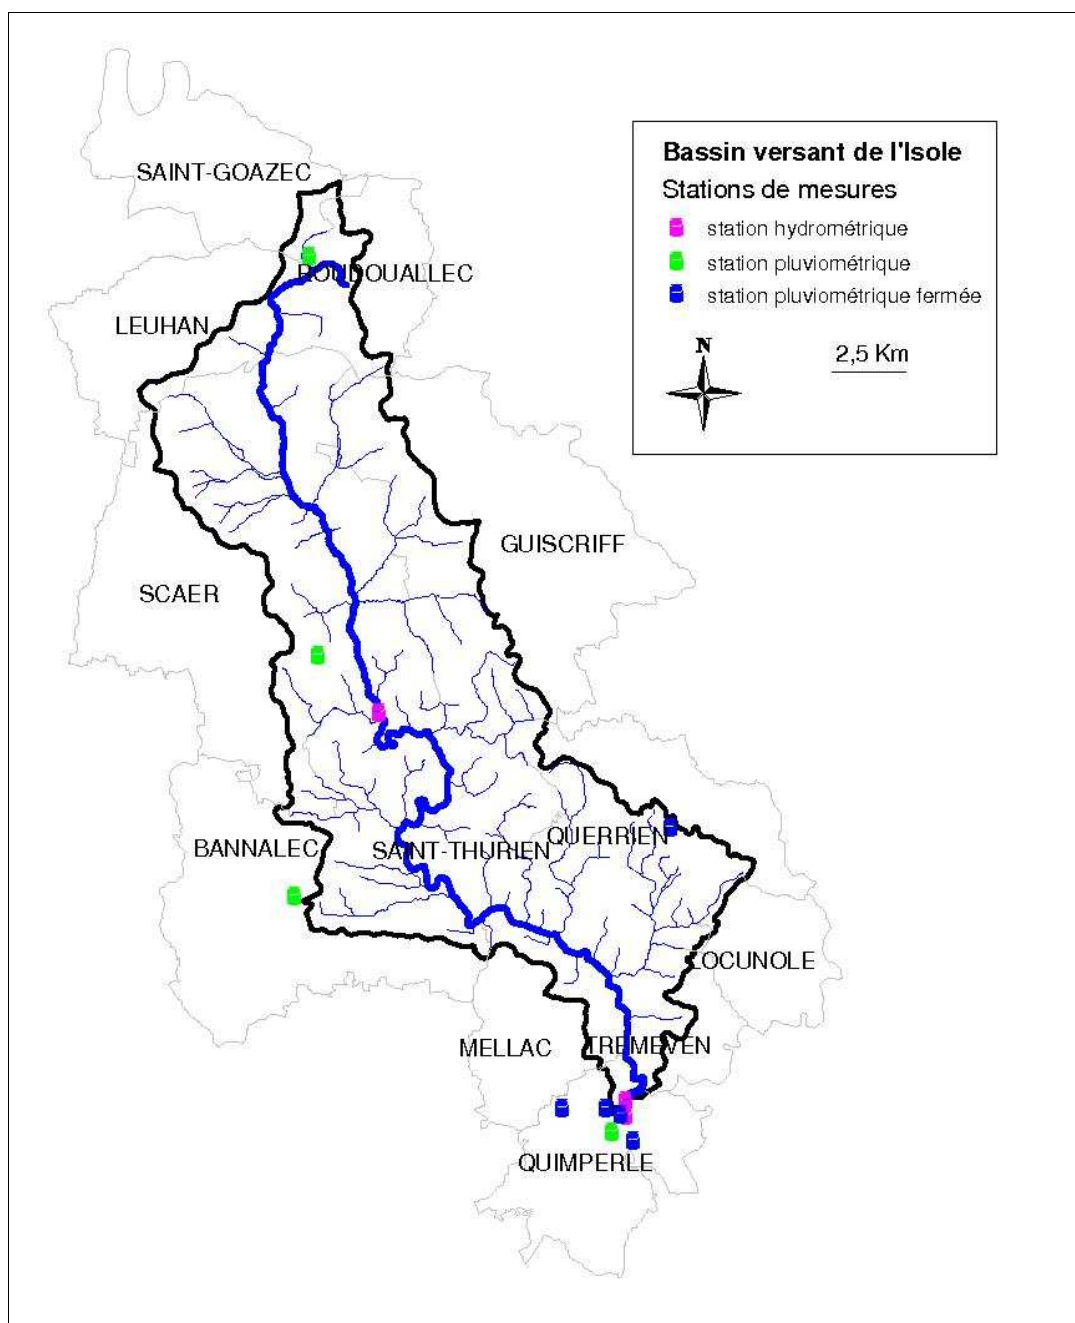 SAINT-GOAZEC
Bassin versant de l'Isole
Stations de mesures
station hydrométrique
station pluviométrique
station pluviométrique fermée
N
2,5 Km
ROUDOUALLEC
LEUHAN
GUISCRIFF
SCAER
QUERRIEN
BANNALEC
SAINT-THURIEN
LOCUNOLE
MELLAC
TREMEVEN
QUIMPERLE